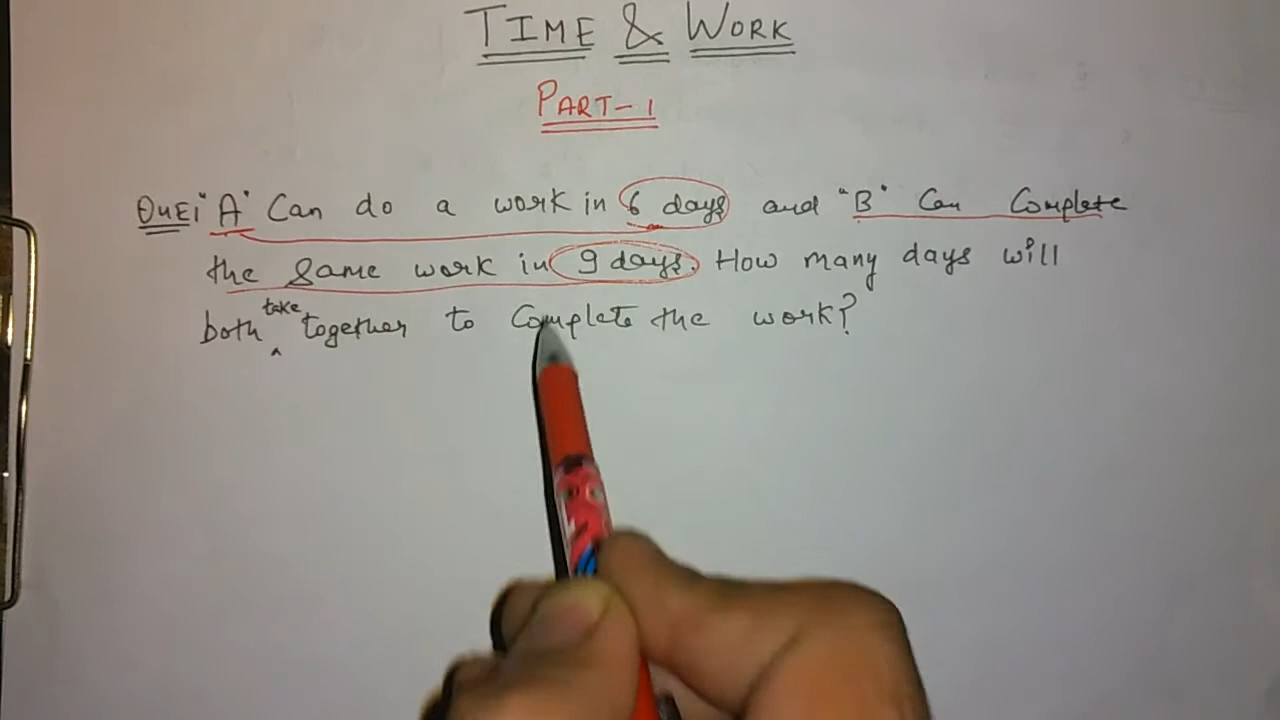 TIME & WORK
PART-1
QUE1 "A" Can do a work in 6 days and "B" Can Complete
the same work in 9 days. How many days will
both take together to Complete the work?